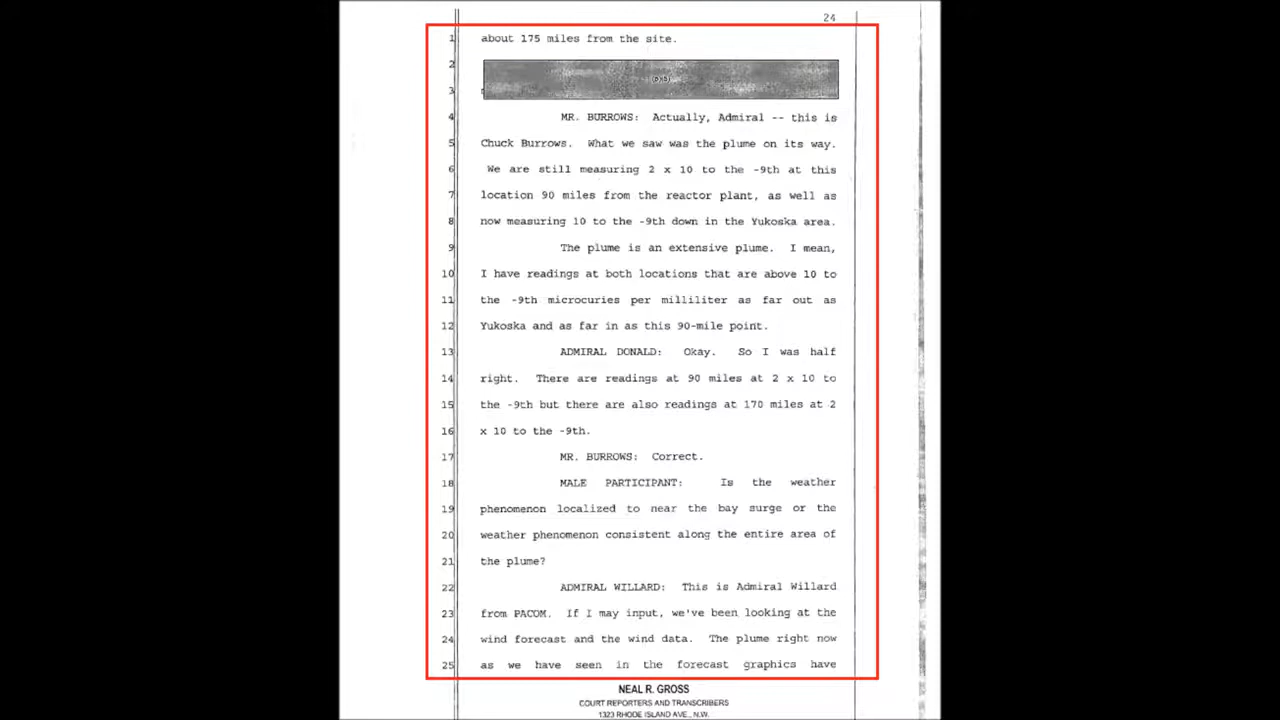 24
1 about 175 miles from the site.
2
(b)(5)
3
4 MR. BURROWS: Actually, Admiral -- this is
5 Chuck Burrows. What we saw was the plume on its way.
6 We are still measuring 2 x 10 to the -9th at this
7 location 90 miles from the reactor plant, as well as
8 now measuring 10 to the -9th down in the Yukoska area.
9 The plume is an extensive plume. I mean,
10 I have readings at both locations that are above 10 to
11 the -9th microcuries per milliliter as far out as
12 Yukoska and as far in as this 90-mile point.
13 ADMIRAL DONALD: Okay. So I was half
14 right. There are readings at 90 miles at 2 x 10 to
15 the -9th but there are also readings at 170 miles at 2
16 x 10 to the -9th.
17 MR. BURROWS: Correct.
18 MALE PARTICIPANT: Is the weather
19 phenomenon localized to near the bay surge or the
20 weather phenomenon consistent along the entire area of
21 the plume?
22 ADMIRAL WILLARD: This is Admiral Willard
23 from PACOM. If I may input, we've been looking at the
24 wind forecast and the wind data. The plume right now
25 as we have seen in the forecast graphics have
NEAL R. GROSS
COURT REPORTERS AND TRANSCRIBERS
1323 RHODE ISLAND AVE., N.W.